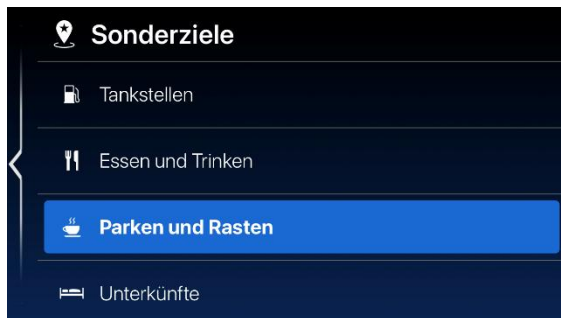 Sonderziele
Tankstellen
Essen und Trinken
Parken und Rasten
Unterkünfte